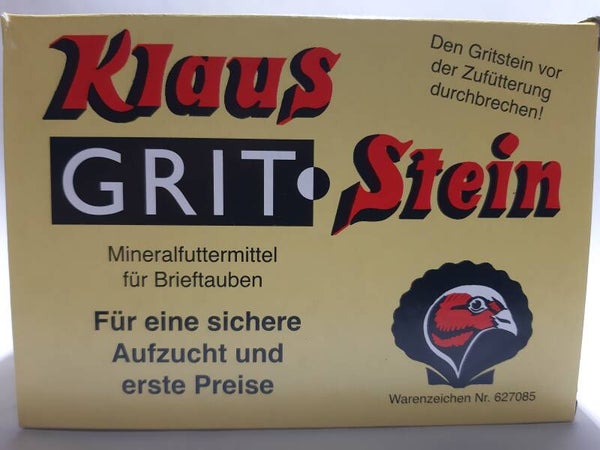 Klaus
GRIT-Stein
Den Gritstein vor
der Zufütterung
durchbrechen!
Mineralfuttermittel
für Brieftauben
Für eine sichere
Aufzucht und
erste Preise
Warenzeichen Nr. 627085